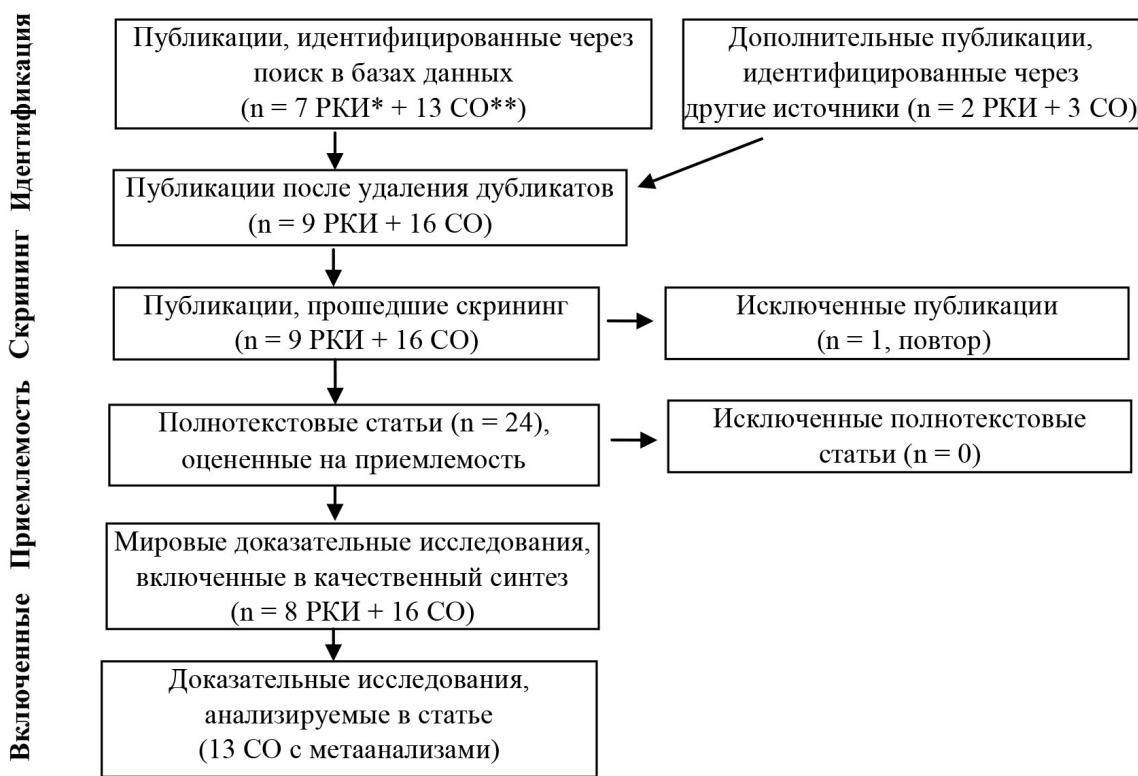 Идентификация
Публикации, идентифицированные через
поиск в базах данных
(n = 7 РКИ* + 13 СО**)
Дополнительные публикации,
идентифицированные через
другие источники (n = 2 РКИ + 3 СО)
Публикации после удаления дубликатов
(n = 9 РКИ + 16 СО)
Скрининг
Публикации, прошедшие скрининг
(n = 9 РКИ + 16 СО)
Исключенные публикации
(n = 1, повтор)
Приемлемость
Полнотекстовые статьи (n = 24),
оцененные на приемлемость
Исключенные полнотекстовые
статьи (n = 0)
Включенные
Мировые доказательные исследования,
включенные в качественный синтез
(n = 8 РКИ + 16 СО)
Доказательные исследования,
анализируемые в статье
(13 СО с метаанализами)